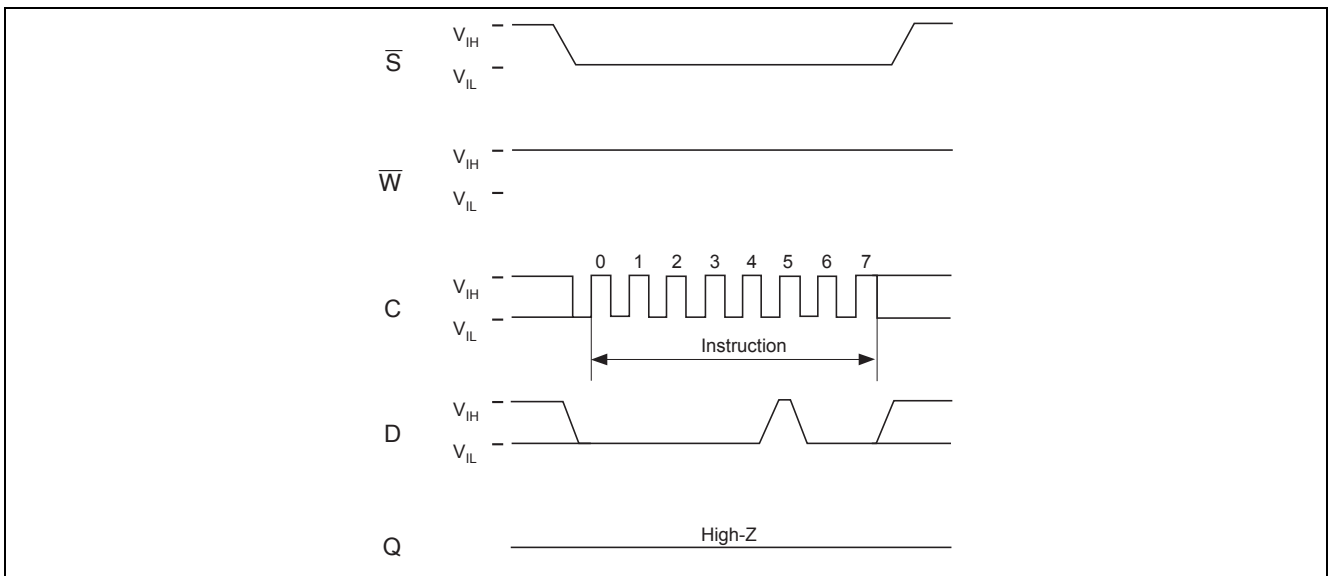 S̅
V_IH
V_IL
W̅
V_IH
V_IL
C
V_IH
V_IL
0 1 2 3 4 5 6 7
Instruction
D
V_IH
V_IL
Q
High-Z